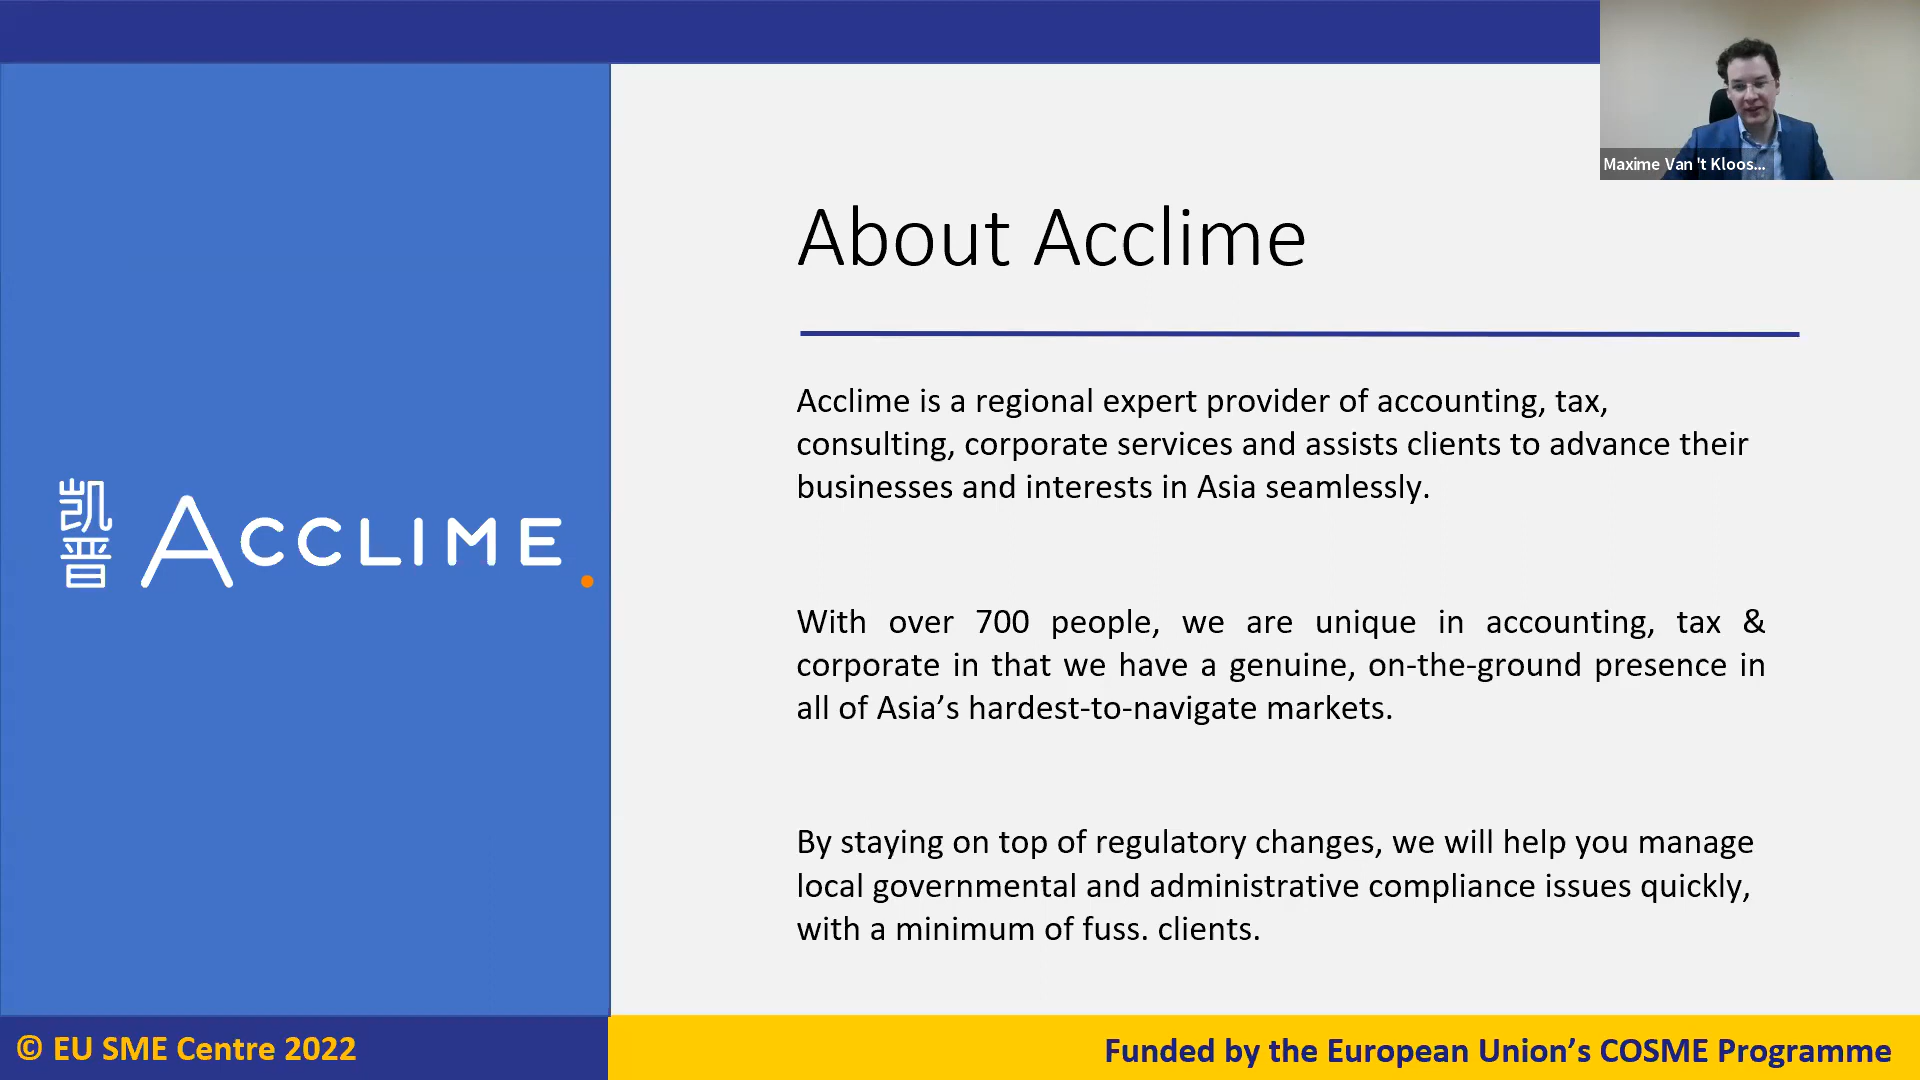 Maxime Van 't Kloos...
About Acclime
Acclime is a regional expert provider of accounting, tax,
consulting, corporate services and assists clients to advance their
businesses and interests in Asia seamlessly.
凯晋
ACCLIME.
With over 700 people, we are unique in accounting, tax &
corporate in that we have a genuine, on-the-ground presence in
all of Asia’s hardest-to-navigate markets.
By staying on top of regulatory changes, we will help you manage
local governmental and administrative compliance issues quickly,
with a minimum of fuss. clients.
© EU SME Centre 2022
Funded by the European Union’s COSME Programme